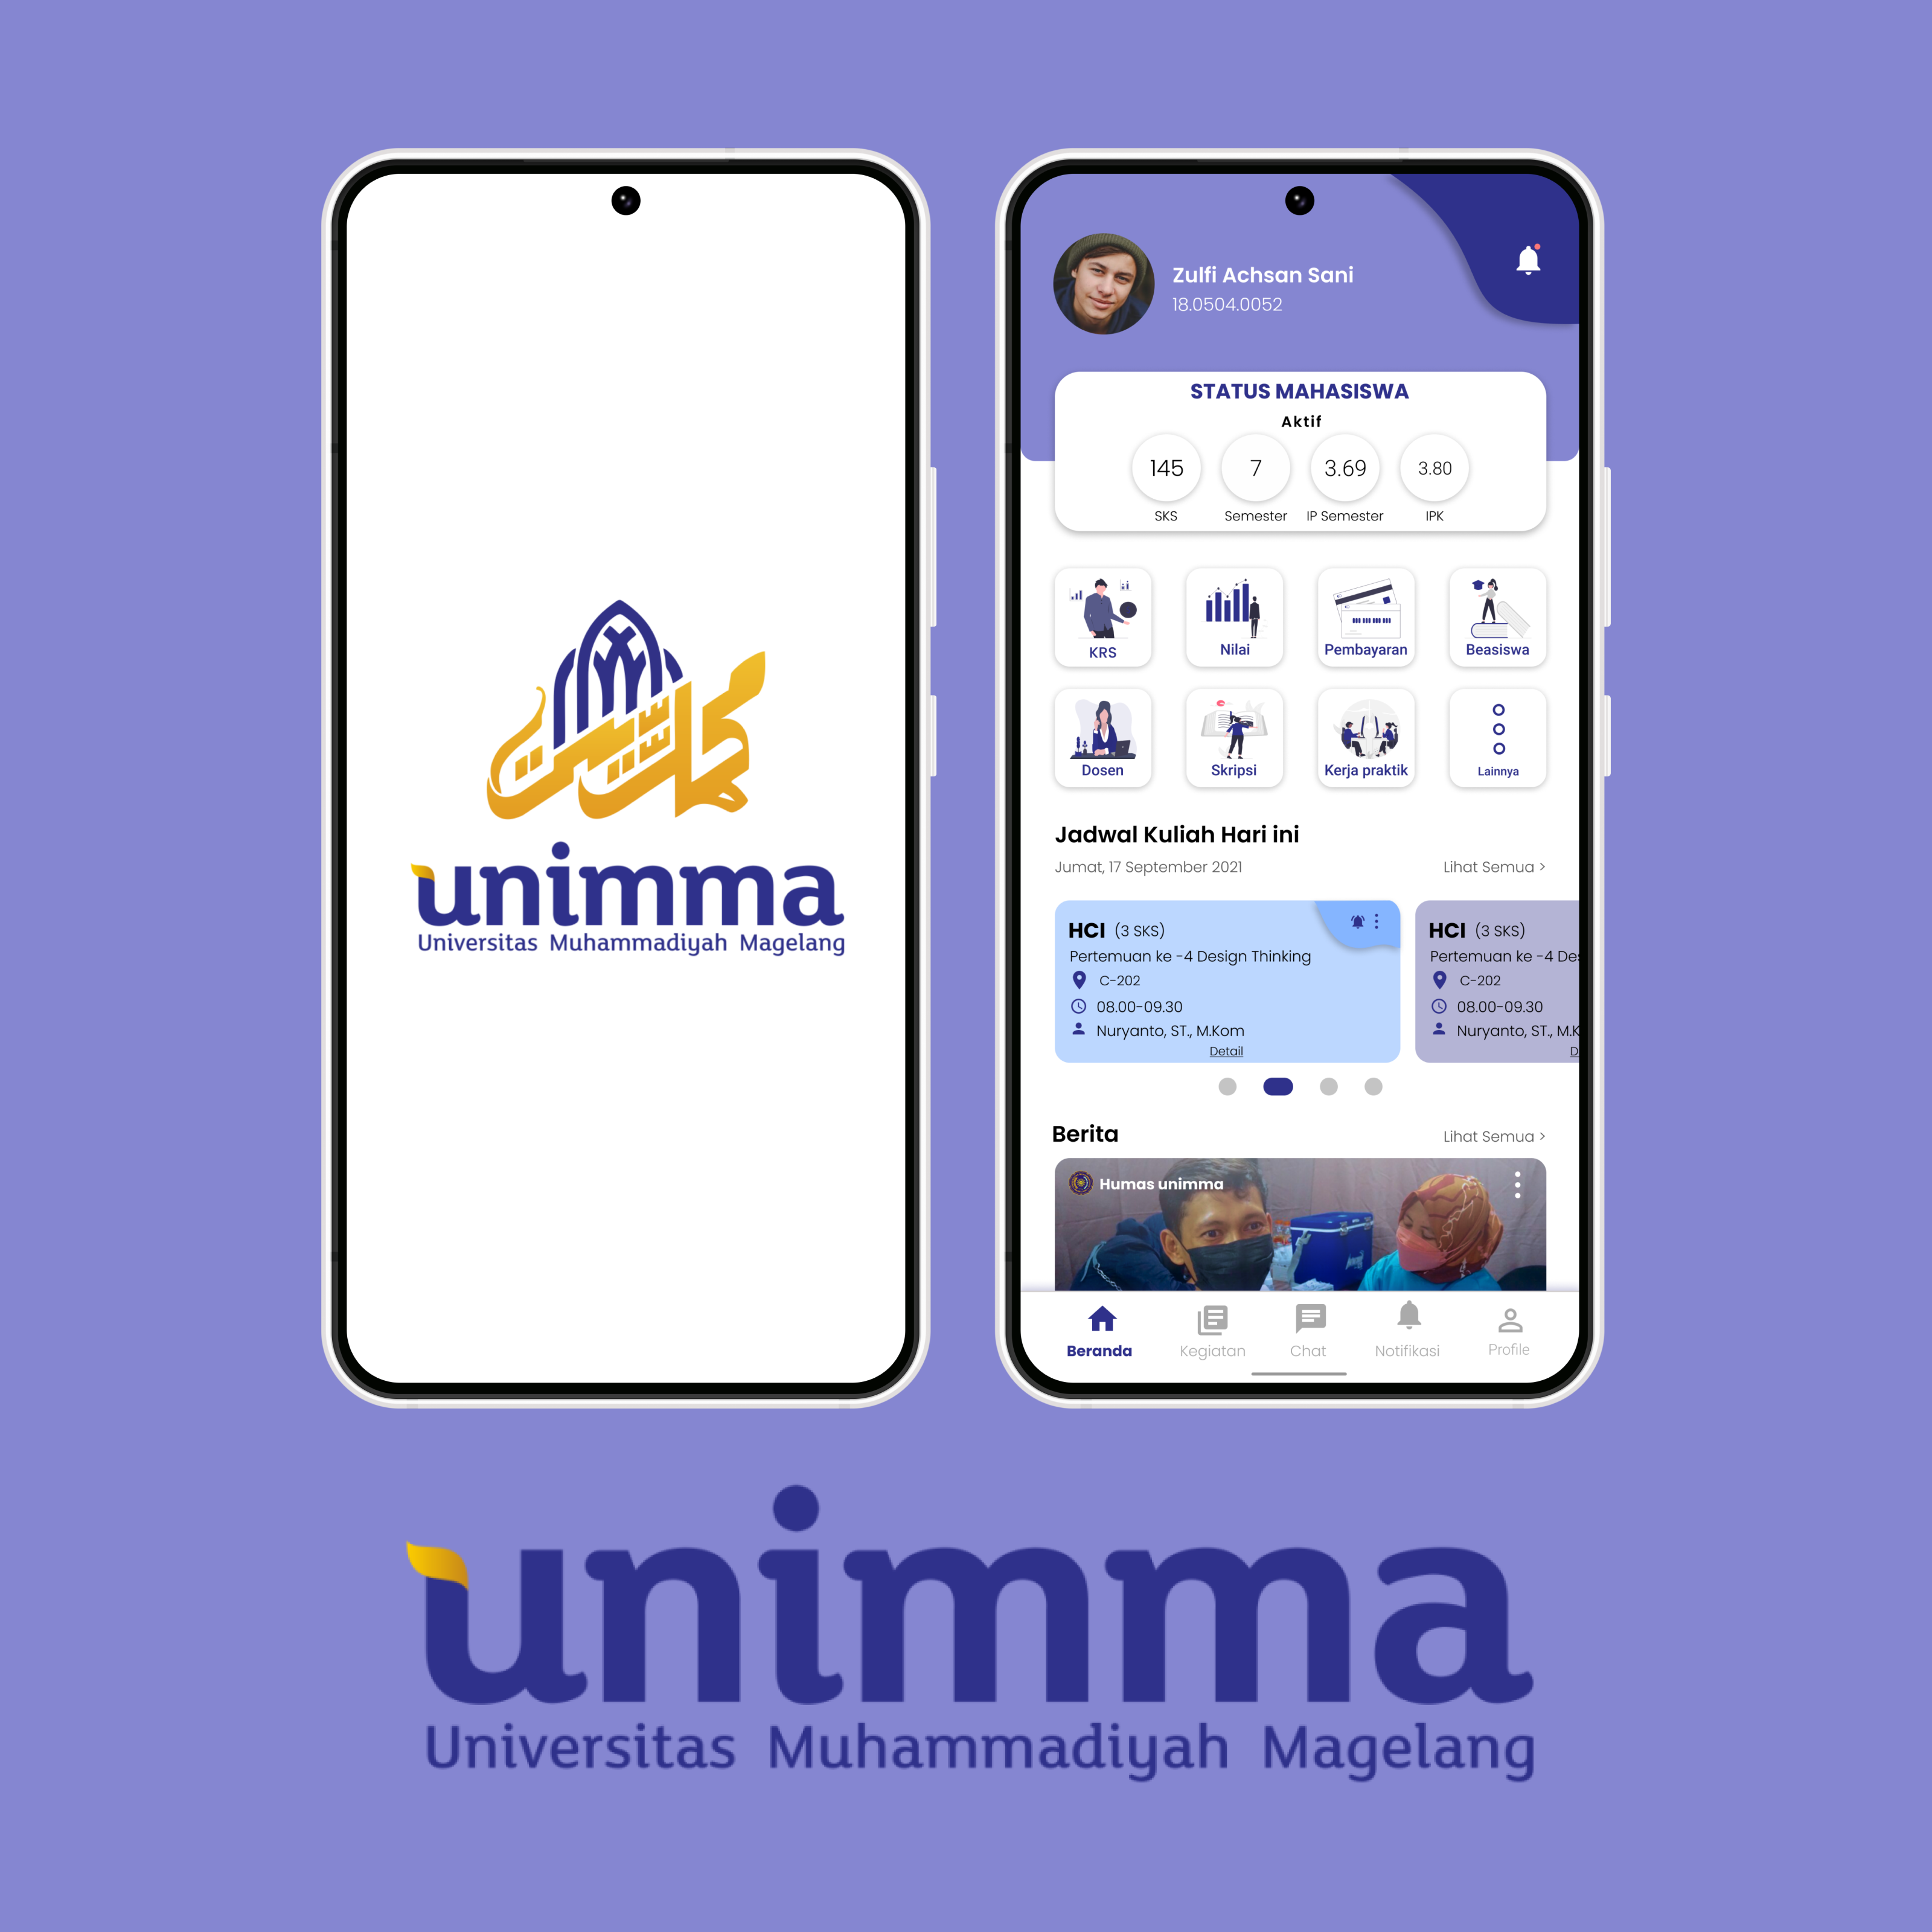 unimma
Universitas Muhammadiyah Magelang
Zulfi Achsan Sani
18.0504.0052
STATUS MAHASISWA
Aktif
145
7
3.69
3.80
SKS
Semester
IP Semester
IPK
KRS
Nilai
Pembayaran
Beasiswa
Dosen
Skripsi
Kerja praktik
Lainnya
Jadwal Kuliah Hari ini
Jumat, 17 September 2021
Lihat Semua >
HCI (3 SKS)
Pertemuan ke -4 Design Thinking
C-202
08.00-09.30
Nuryanto, ST., M.Kom
Detail
HCI (3 SKS)
Pertemuan ke -4 Des
C-202
08.00-09.30
Nuryanto, ST., M.K
D
Berita
Lihat Semua >
Humas unimma
Beranda
Kegiatan
Chat
Notifikasi
Profile
unimma
Universitas Muhammadiyah Magelang